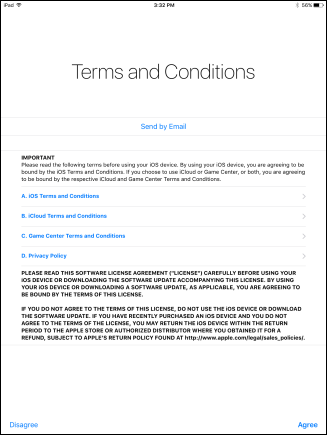 iPad 3:32 PM 56%
Terms and Conditions
Send by Email
IMPORTANT
Please read the following terms before using your iOS device. By using your iOS device, you are agreeing to be
bound by the iOS Terms and Conditions. If you choose to use iCloud or Game Center, or both, you are agreeing
to be bound by the respective iCloud and Game Center Terms and Conditions.
A. iOS Terms and Conditions
B. iCloud Terms and Conditions
C. Game Center Terms and Conditions
D. Privacy Policy
PLEASE READ THIS SOFTWARE LICENSE AGREEMENT ("LICENSE") CAREFULLY BEFORE USING YOUR
iOS DEVICE OR DOWNLOADING THE SOFTWARE UPDATE ACCOMPANYING THIS LICENSE. BY USING
YOUR iOS DEVICE OR DOWNLOADING A SOFTWARE UPDATE, AS APPLICABLE, YOU ARE AGREEING TO
BE BOUND BY THE TERMS OF THIS LICENSE.
IF YOU DO NOT AGREE TO THE TERMS OF THIS LICENSE, DO NOT USE THE iOS DEVICE OR DOWNLOAD
THE SOFTWARE UPDATE. IF YOU HAVE RECENTLY PURCHASED AN iOS DEVICE AND YOU DO NOT
AGREE TO THE TERMS OF THE LICENSE, YOU MAY RETURN THE iOS DEVICE WITHIN THE RETURN
PERIOD TO THE APPLE STORE OR AUTHORIZED DISTRIBUTOR WHERE YOU OBTAINED IT FOR A
REFUND, SUBJECT TO APPLE'S RETURN POLICY FOUND AT http://www.apple.com/legal/sales_policies/.
Disagree Agree